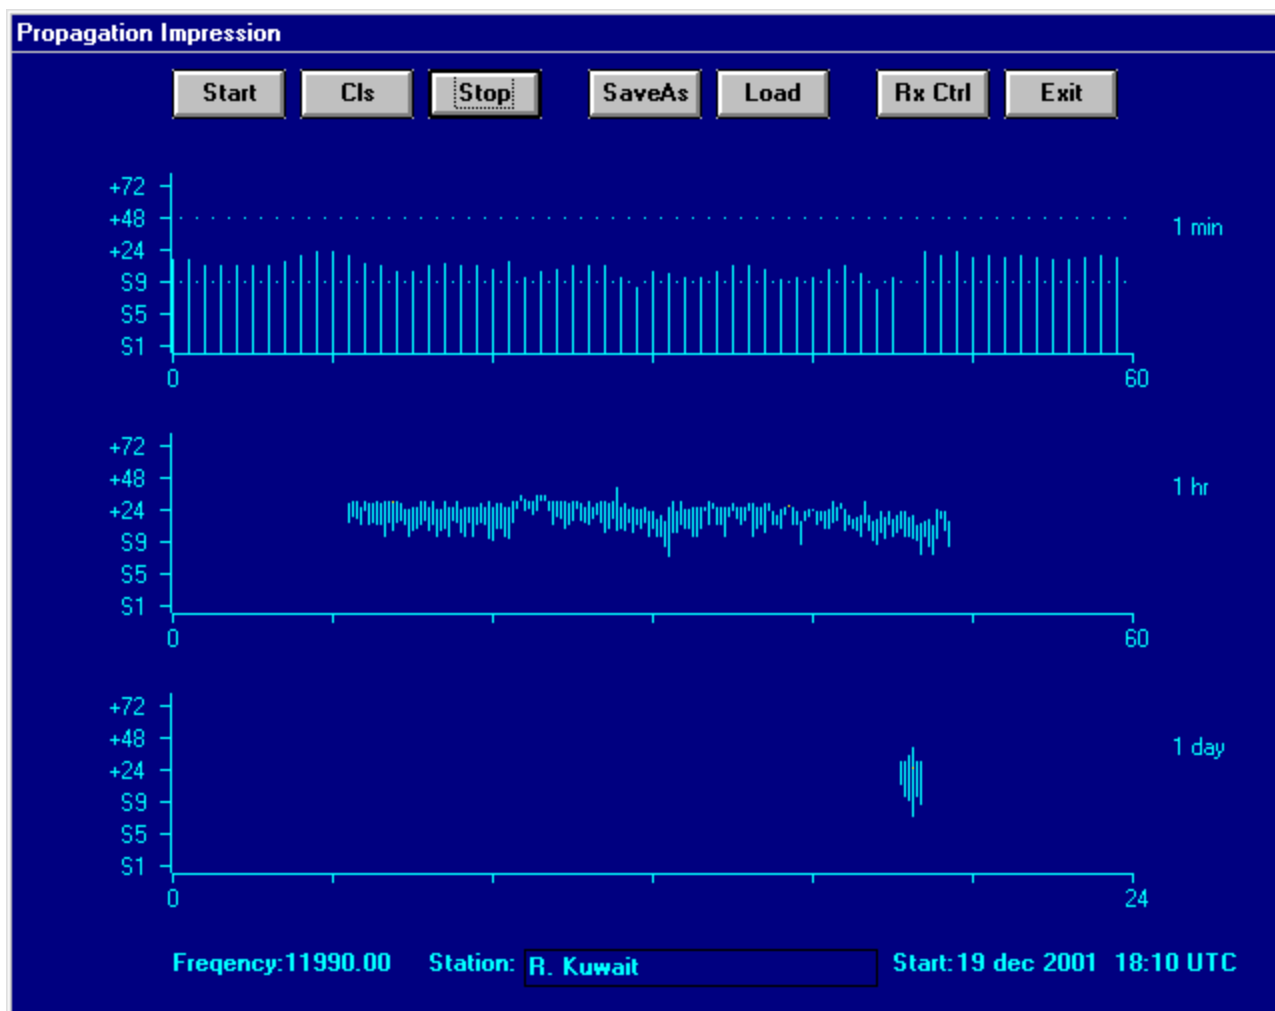 Propagation Impression
Start Cls Stop SaveAs Load Rx Ctrl Exit
+72
+48
1 min
+24
S9
S5
S1
0 60
+72
+48
1 hr
+24
S9
S5
S1
0 60
+72
+48
1 day
+24
S9
S5
S1
0 24
Freqency:11990.00 Station: R. Kuwait Start:19 dec 2001 18:10 UTC